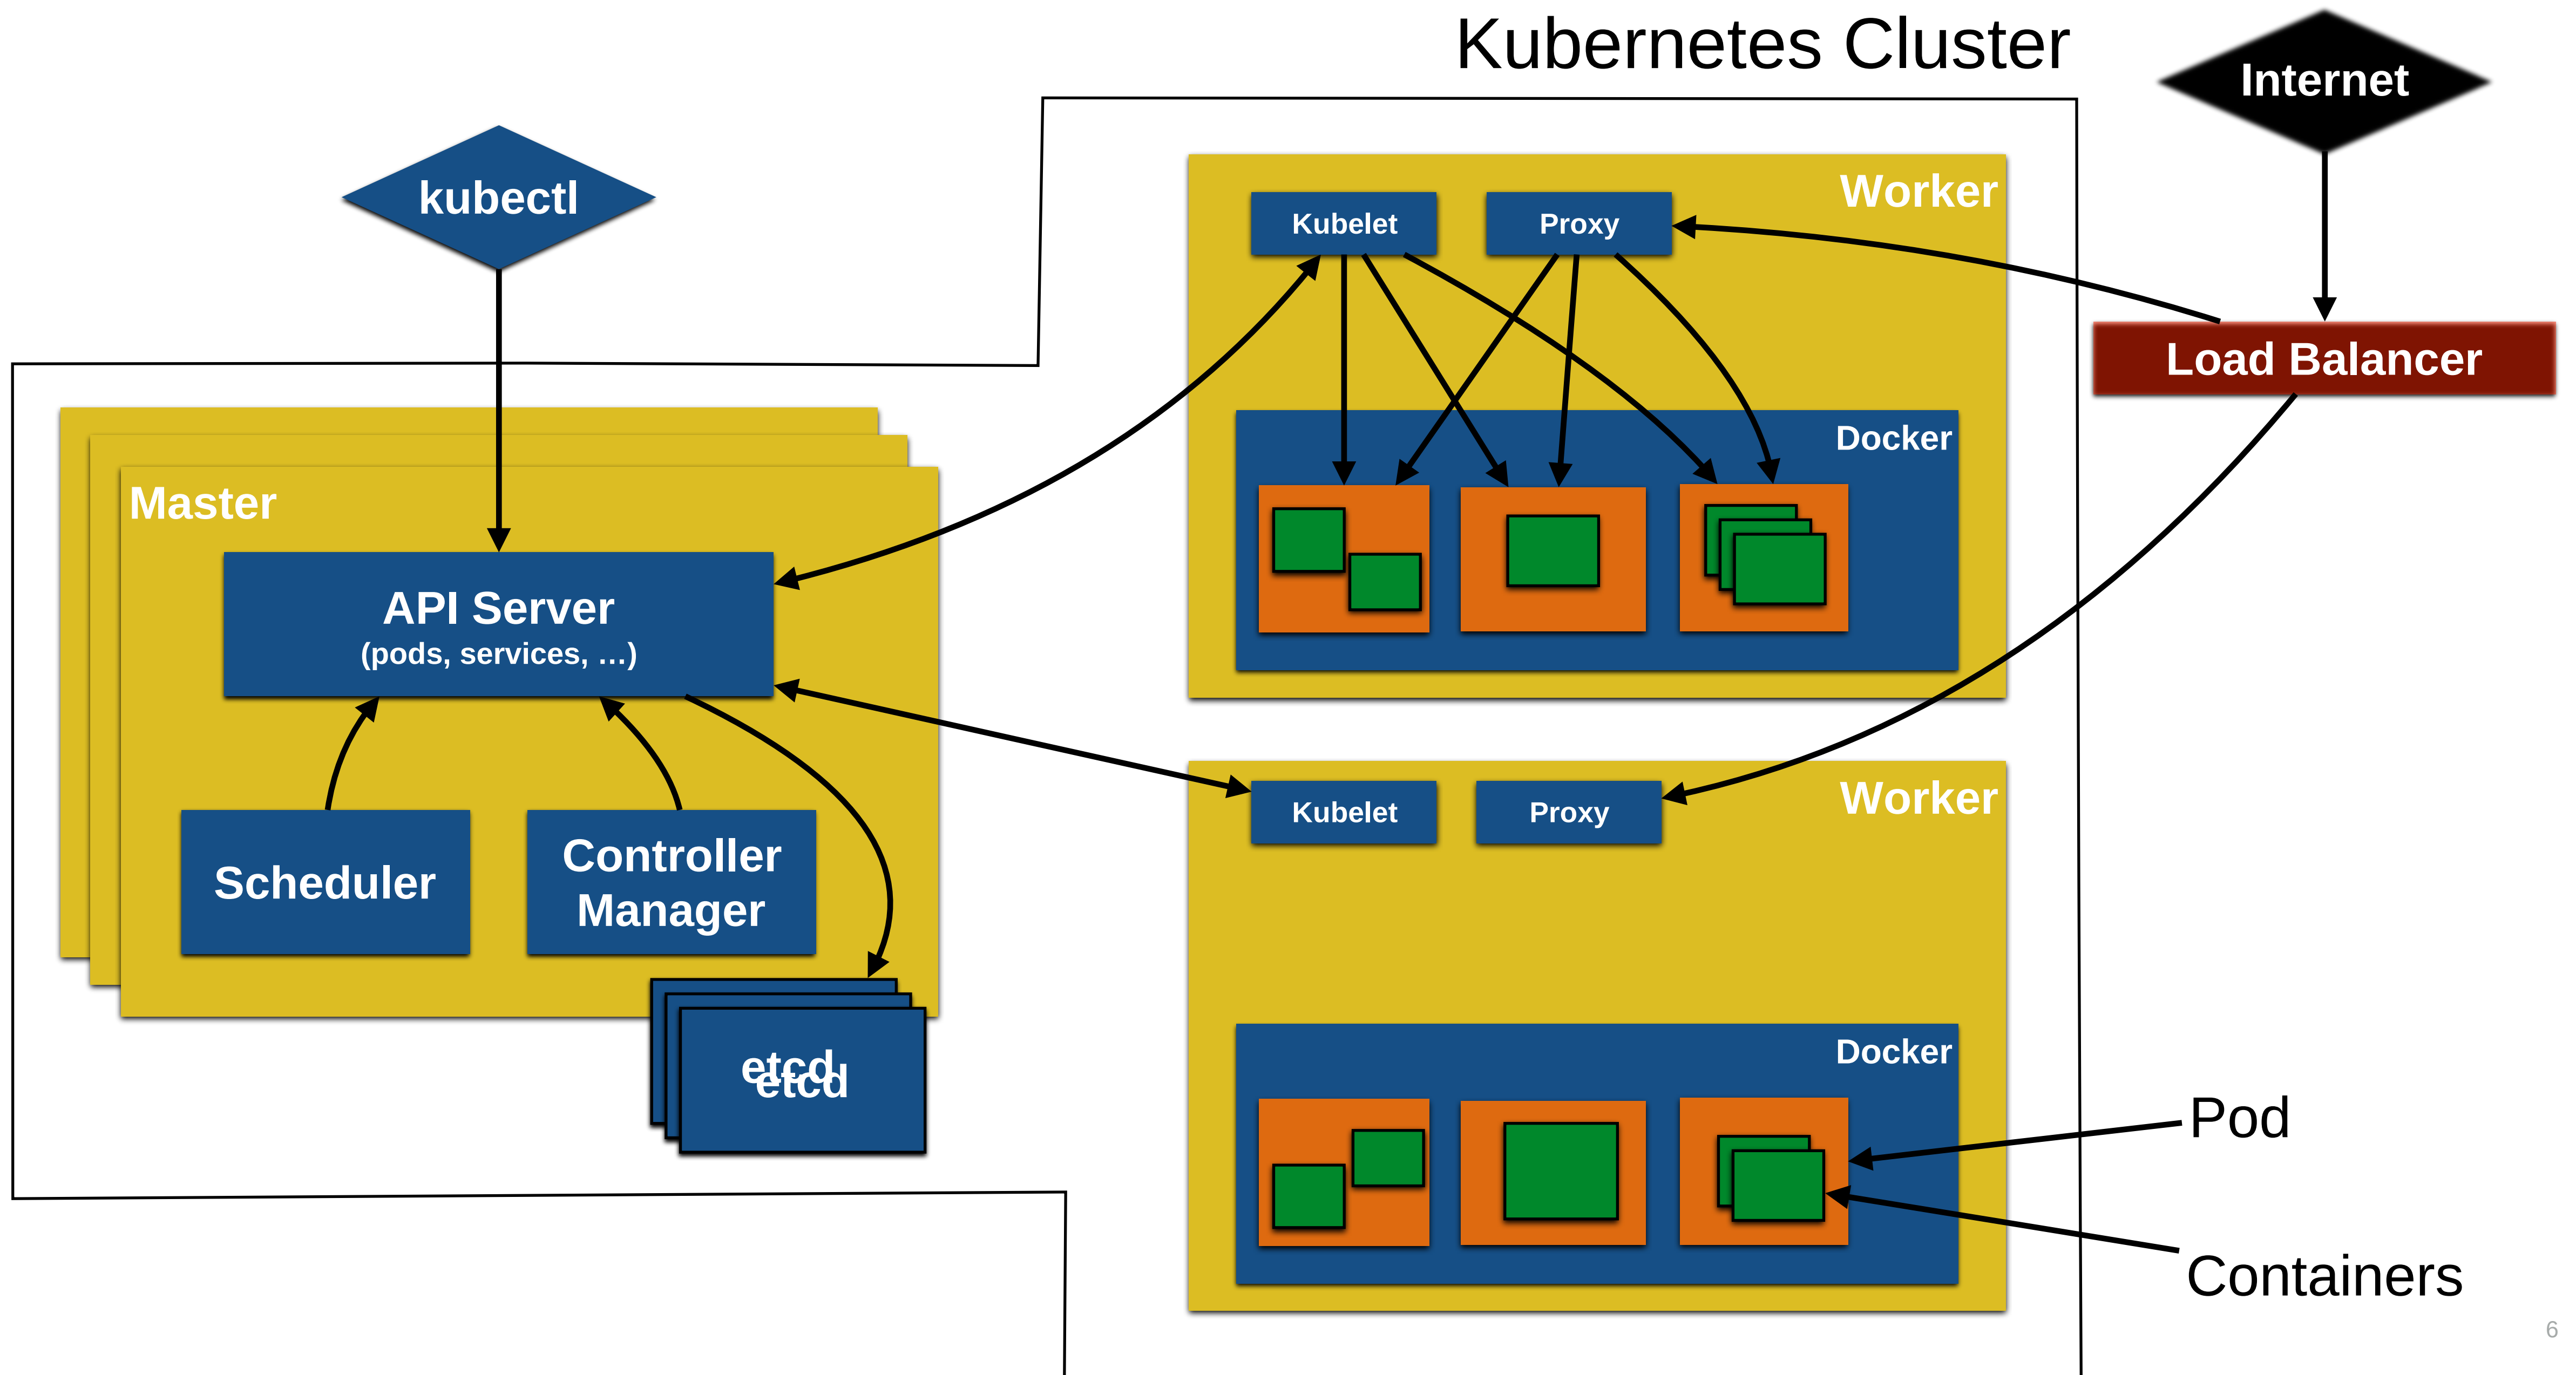 Kubernetes Cluster
Internet
kubectl
Worker
Kubelet
Proxy
Load Balancer
Docker
Master
API Server
(pods, services, …)
Worker
Kubelet
Proxy
Scheduler
Controller
Manager
etcd
etcd
Docker
Pod
Containers
6